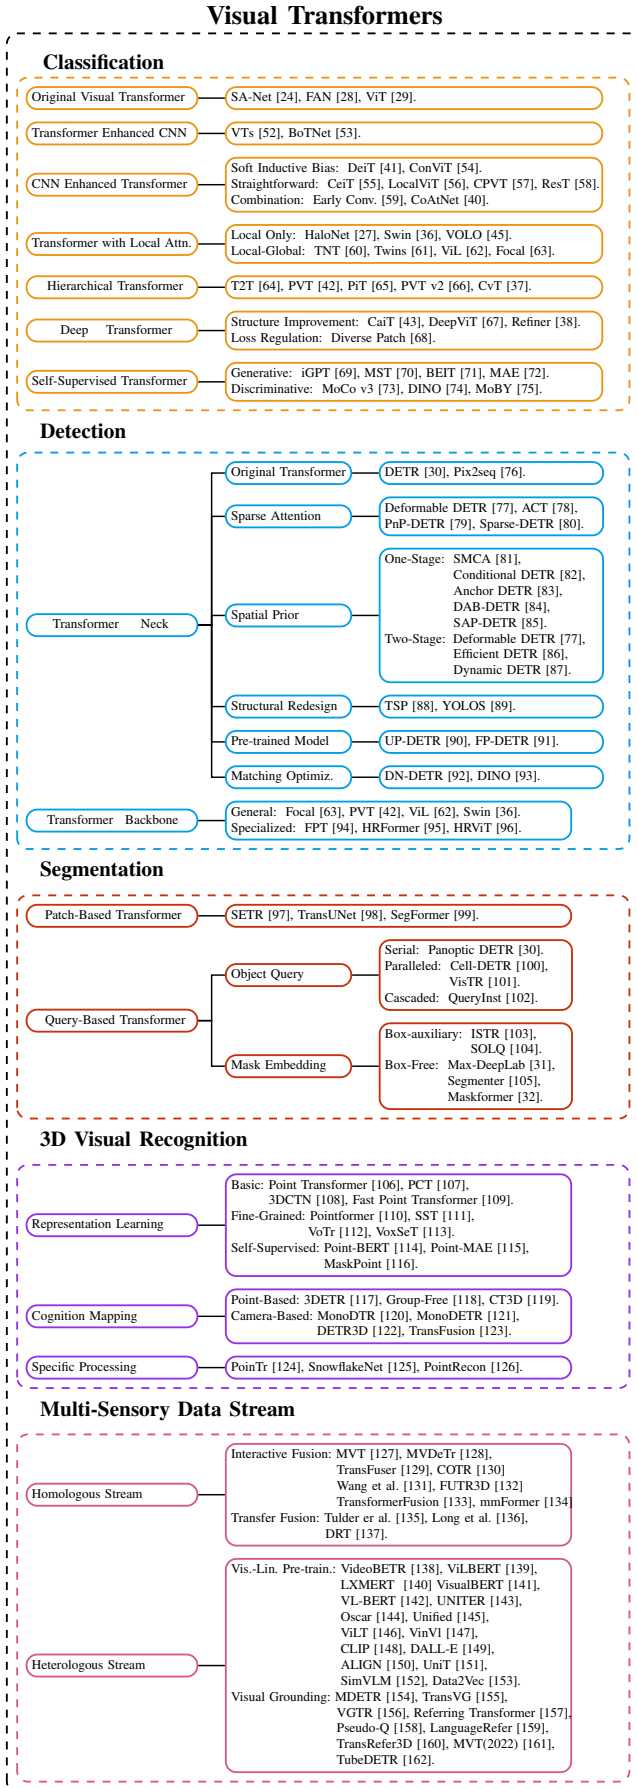 Visual Transformers
Classification
Original Visual Transformer
SA-Net [24], FAN [28], ViT [29].
Transformer Enhanced CNN
VTs [52], BoTNet [53].
CNN Enhanced Transformer
Soft Inductive Bias: DeiT [41], ConViT [54].
Straightforward: CeiT [55], LocalViT [56], CPVT [57], ResT [58].
Combination: Early Conv. [59], CoAtNet [40].
Transformer with Local Attn.
Local Only: HaloNet [27], Swin [36], VOLO [45].
Local-Global: TNT [60], Twins [61], ViL [62], Focal [63].
Hierarchical Transformer
T2T [64], PVT [42], PiT [65], PVT v2 [66], CvT [37].
Deep Transformer
Structure Improvement: CaiT [43], DeepViT [67], Refiner [38].
Loss Regulation: Diverse Patch [68].
Self-Supervised Transformer
Generative: iGPT [69], MST [70], BEIT [71], MAE [72].
Discriminative: MoCo v3 [73], DINO [74], MoBY [75].
Detection
Transformer Neck
Original Transformer
DETR [30], Pix2seq [76].
Sparse Attention
Deformable DETR [77], ACT [78],
PnP-DETR [79], Sparse-DETR [80].
Spatial Prior
One-Stage: SMCA [81],
Conditional DETR [82],
Anchor DETR [83],
DAB-DETR [84],
SAP-DETR [85].
Two-Stage: Deformable DETR [77],
Efficient DETR [86],
Dynamic DETR [87].
Structural Redesign
TSP [88], YOLOS [89].
Pre-trained Model
UP-DETR [90], FP-DETR [91].
Matching Optimiz.
DN-DETR [92], DINO [93].
Transformer Backbone
General: Focal [63], PVT [42], ViL [62], Swin [36].
Specialized: FPT [94], HRFormer [95], HRViT [96].
Segmentation
Patch-Based Transformer
SETR [97], TransUNet [98], SegFormer [99].
Query-Based Transformer
Object Query
Serial: Panoptic DETR [30].
Paralleled: Cell-DETR [100],
VisTR [101].
Cascaded: QueryInst [102].
Mask Embedding
Box-auxiliary: ISTR [103],
SOLQ [104].
Box-Free: Max-DeepLab [31],
Segmenter [105],
Maskformer [32].
3D Visual Recognition
Representation Learning
Basic: Point Transformer [106], PCT [107],
3DCTN [108], Fast Point Transformer [109].
Fine-Grained: Pointformer [110], SST [111],
VoTr [112], VoxSeT [113].
Self-Supervised: Point-BERT [114], Point-MAE [115],
MaskPoint [116].
Cognition Mapping
Point-Based: 3DETR [117], Group-Free [118], CT3D [119].
Camera-Based: MonoDTR [120], MonoDETR [121],
DETR3D [122], TransFusion [123].
Specific Processing
PoinTr [124], SnowflakeNet [125], PointRecon [126].
Multi-Sensory Data Stream
Homologous Stream
Interactive Fusion: MVT [127], MVDeTr [128],
TransFuser [129], COTR [130]
Wang et al. [131], FUTR3D [132]
TransformerFusion [133], mmFormer [134]
Transfer Fusion: Tulder er al. [135], Long et al. [136],
DRT [137].
Heterologous Stream
Vis.-Lin. Pre-train.: VideoBETR [138], ViLBERT [139],
LXMERT [140] VisualBERT [141],
VL-BERT [142], UNITER [143],
Oscar [144], Unified [145],
ViLT [146], VinVl [147],
CLIP [148], DALL-E [149],
ALIGN [150], UniT [151],
SimVLM [152], Data2Vec [153].
Visual Grounding: MDETR [154], TransVG [155],
VGTR [156], Referring Transformer [157],
Pseudo-Q [158], LanguageRefer [159],
TransRefer3D [160], MVT(2022) [161],
TubeDETR [162].